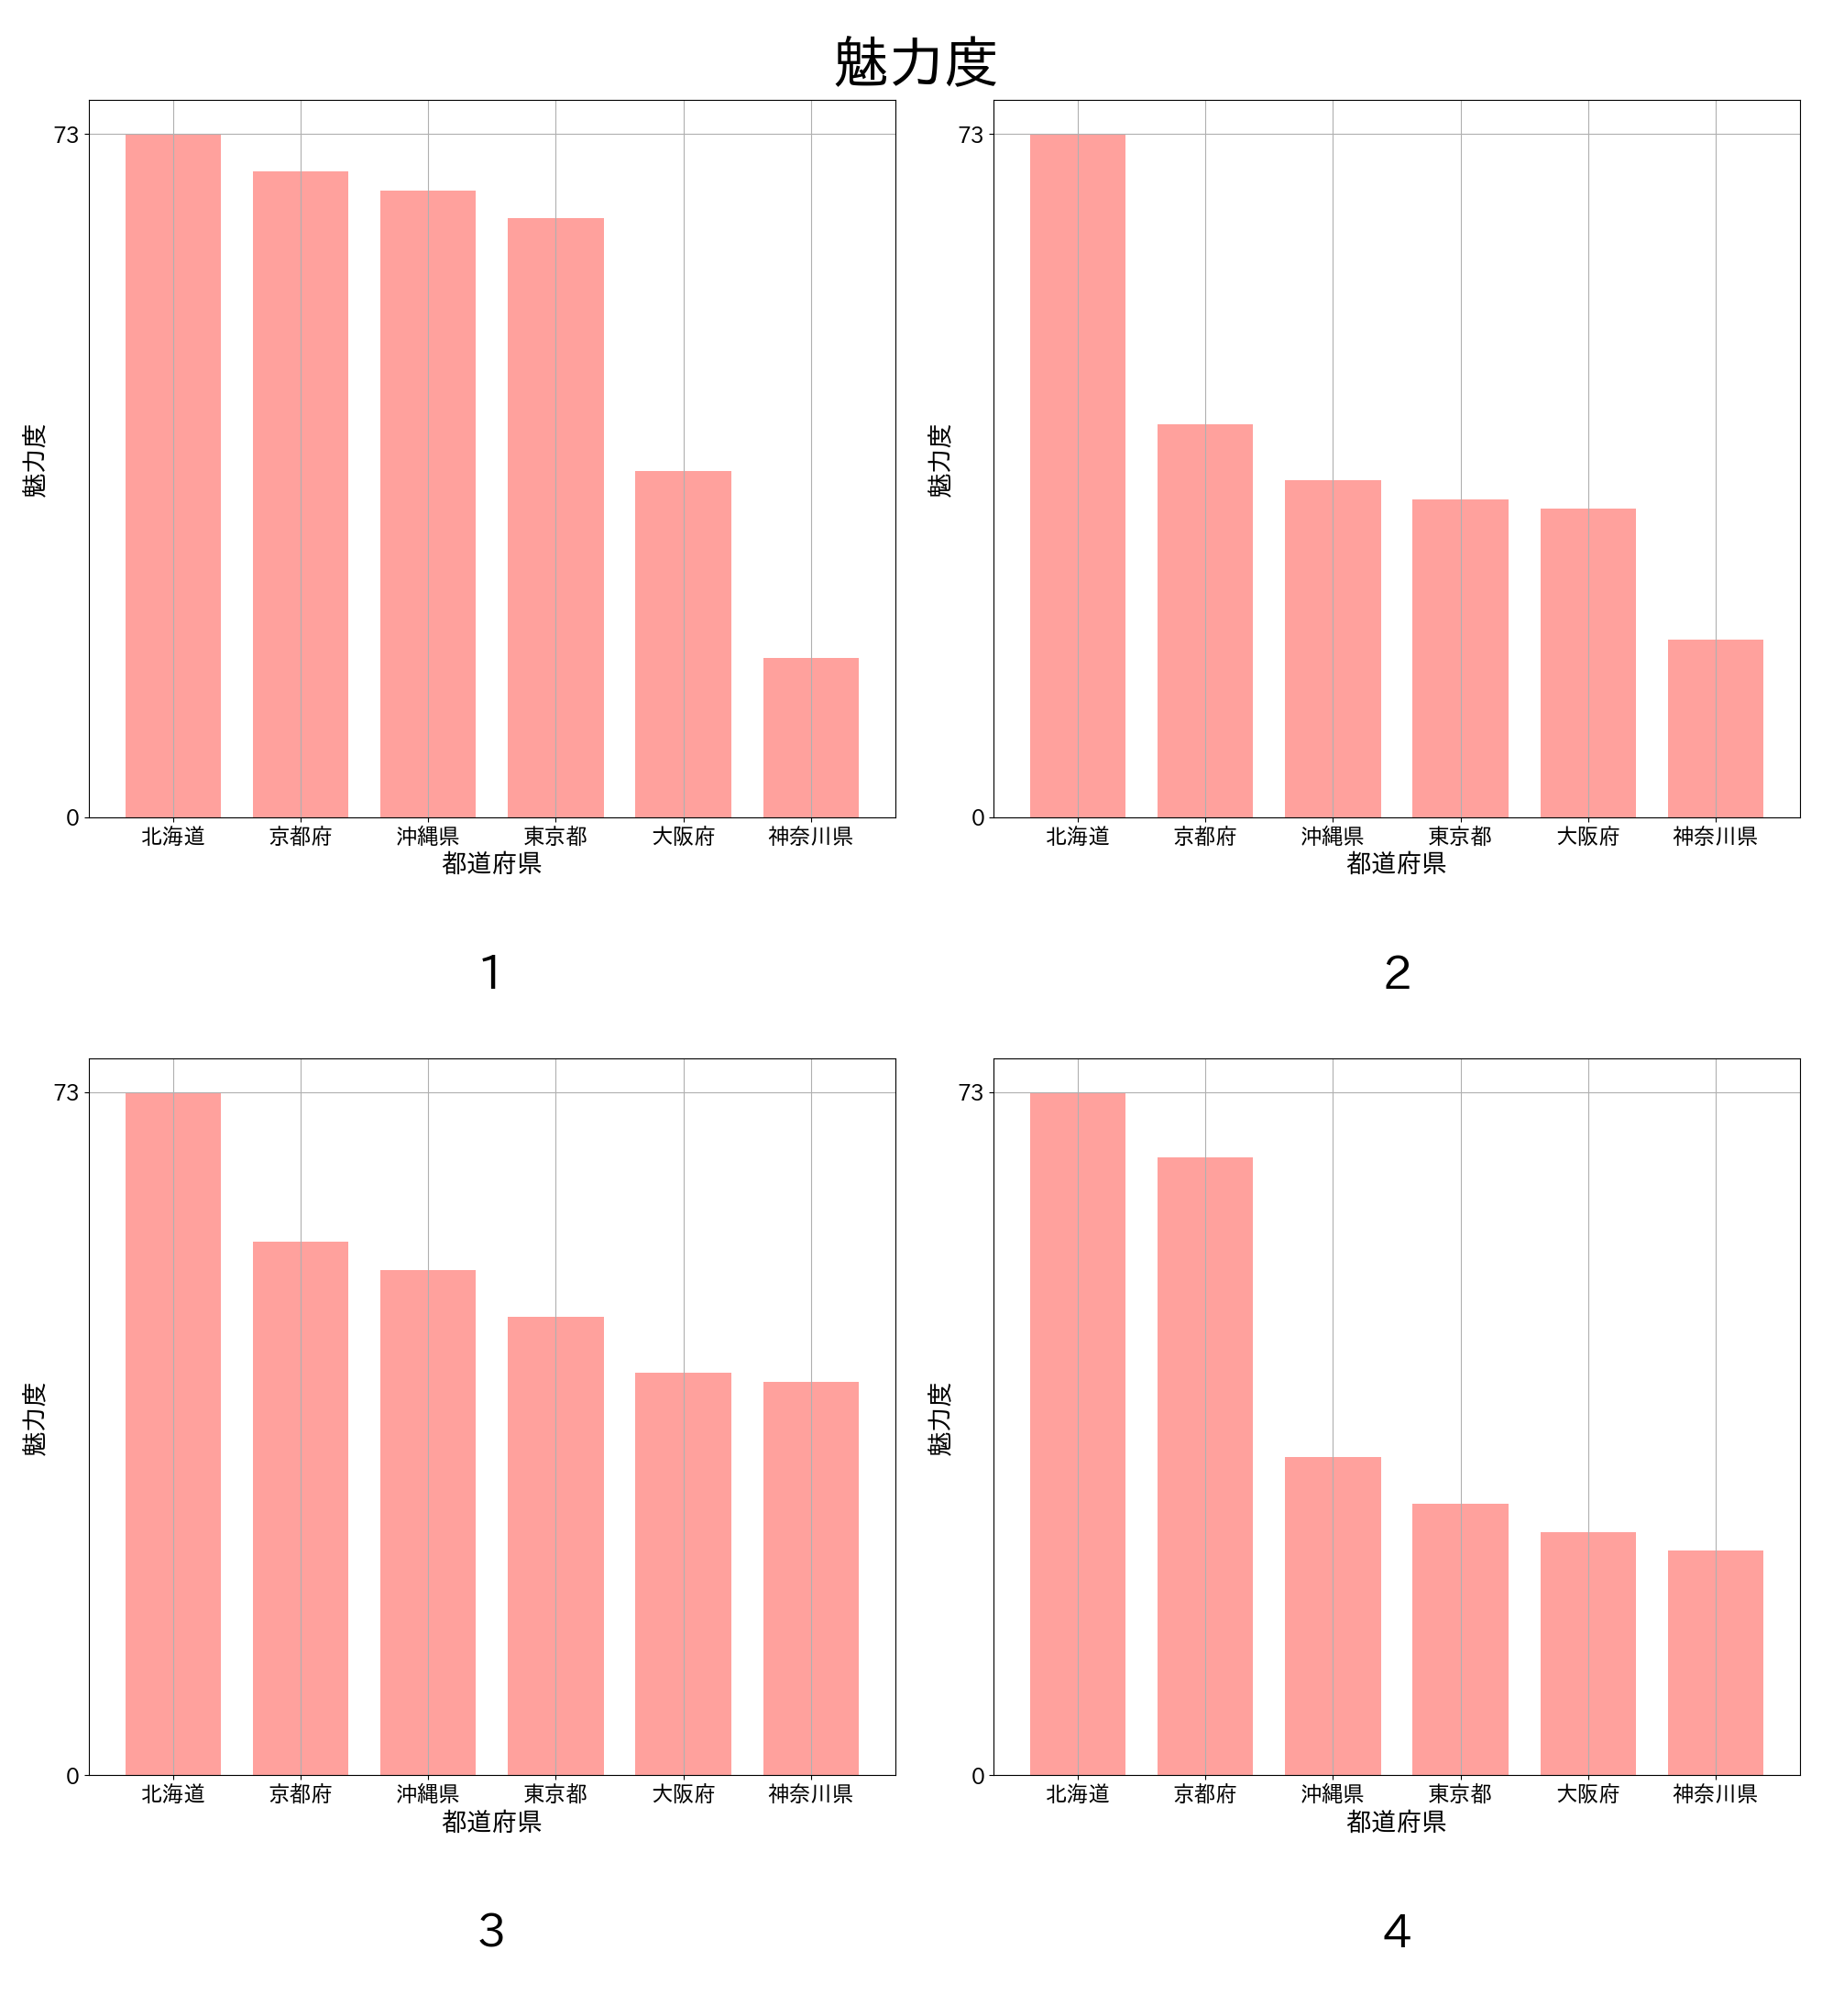 魅力度
73
魅力度
0
北海道 京都府 沖縄県 東京都 大阪府 神奈川県
都道府県
1
73
魅力度
0
北海道 京都府 沖縄県 東京都 大阪府 神奈川県
都道府県
2
73
魅力度
0
北海道 京都府 沖縄県 東京都 大阪府 神奈川県
都道府県
3
73
魅力度
0
北海道 京都府 沖縄県 東京都 大阪府 神奈川県
都道府県
4